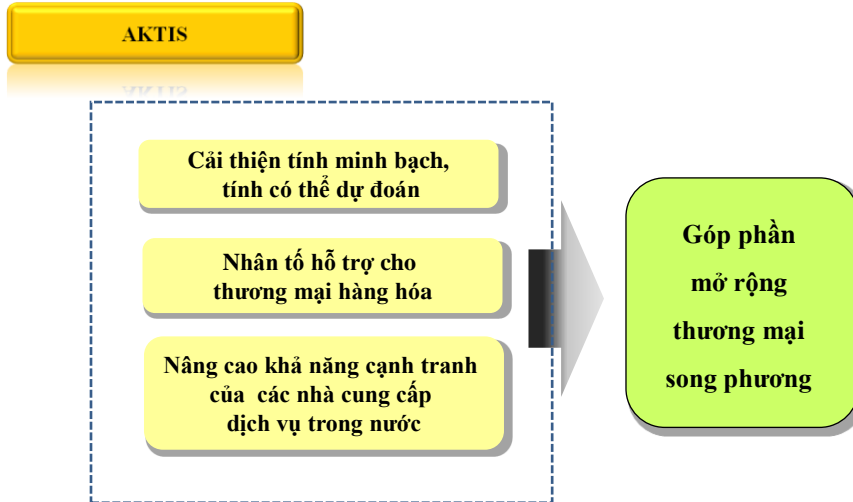 AKTIS
Cải thiện tính minh bạch,
tính có thể dự đoán
Nhân tố hỗ trợ cho
thương mại hàng hóa
Nâng cao khả năng cạnh tranh
của các nhà cung cấp
dịch vụ trong nước
Góp phần
mở rộng
thương mại
song phương